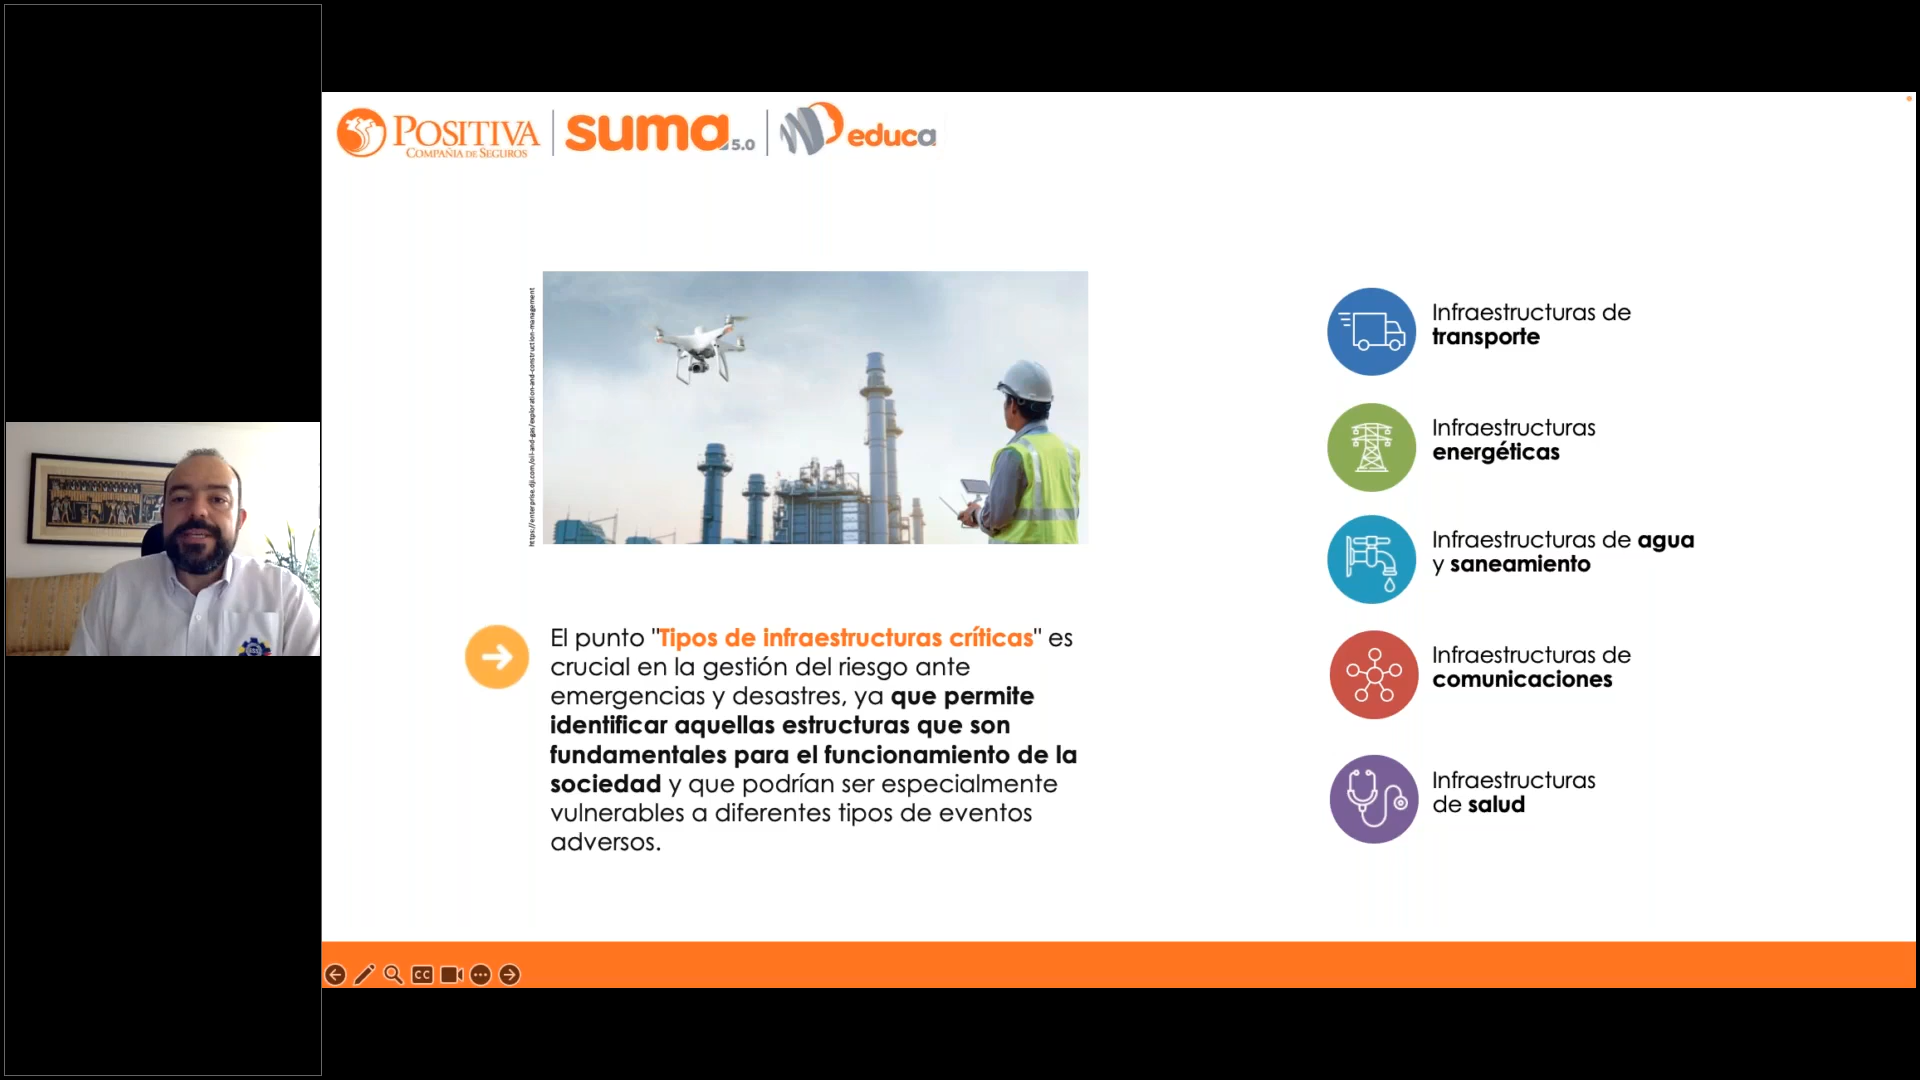 POSITIVA
COMPAÑIA DE SEGUROS
suma 5.0
educa
https://enterprise.dji.com/oil-and-gas/exploration-and-construction-management
El punto "Tipos de infraestructuras críticas" es
crucial en la gestión del riesgo ante
emergencias y desastres, ya que permite
identificar aquellas estructuras que son
fundamentales para el funcionamiento de la
sociedad y que podrían ser especialmente
vulnerables a diferentes tipos de eventos
adversos.
Infraestructuras de
transporte
Infraestructuras
energéticas
Infraestructuras de agua
y saneamiento
Infraestructuras de
comunicaciones
Infraestructuras
de salud
CC